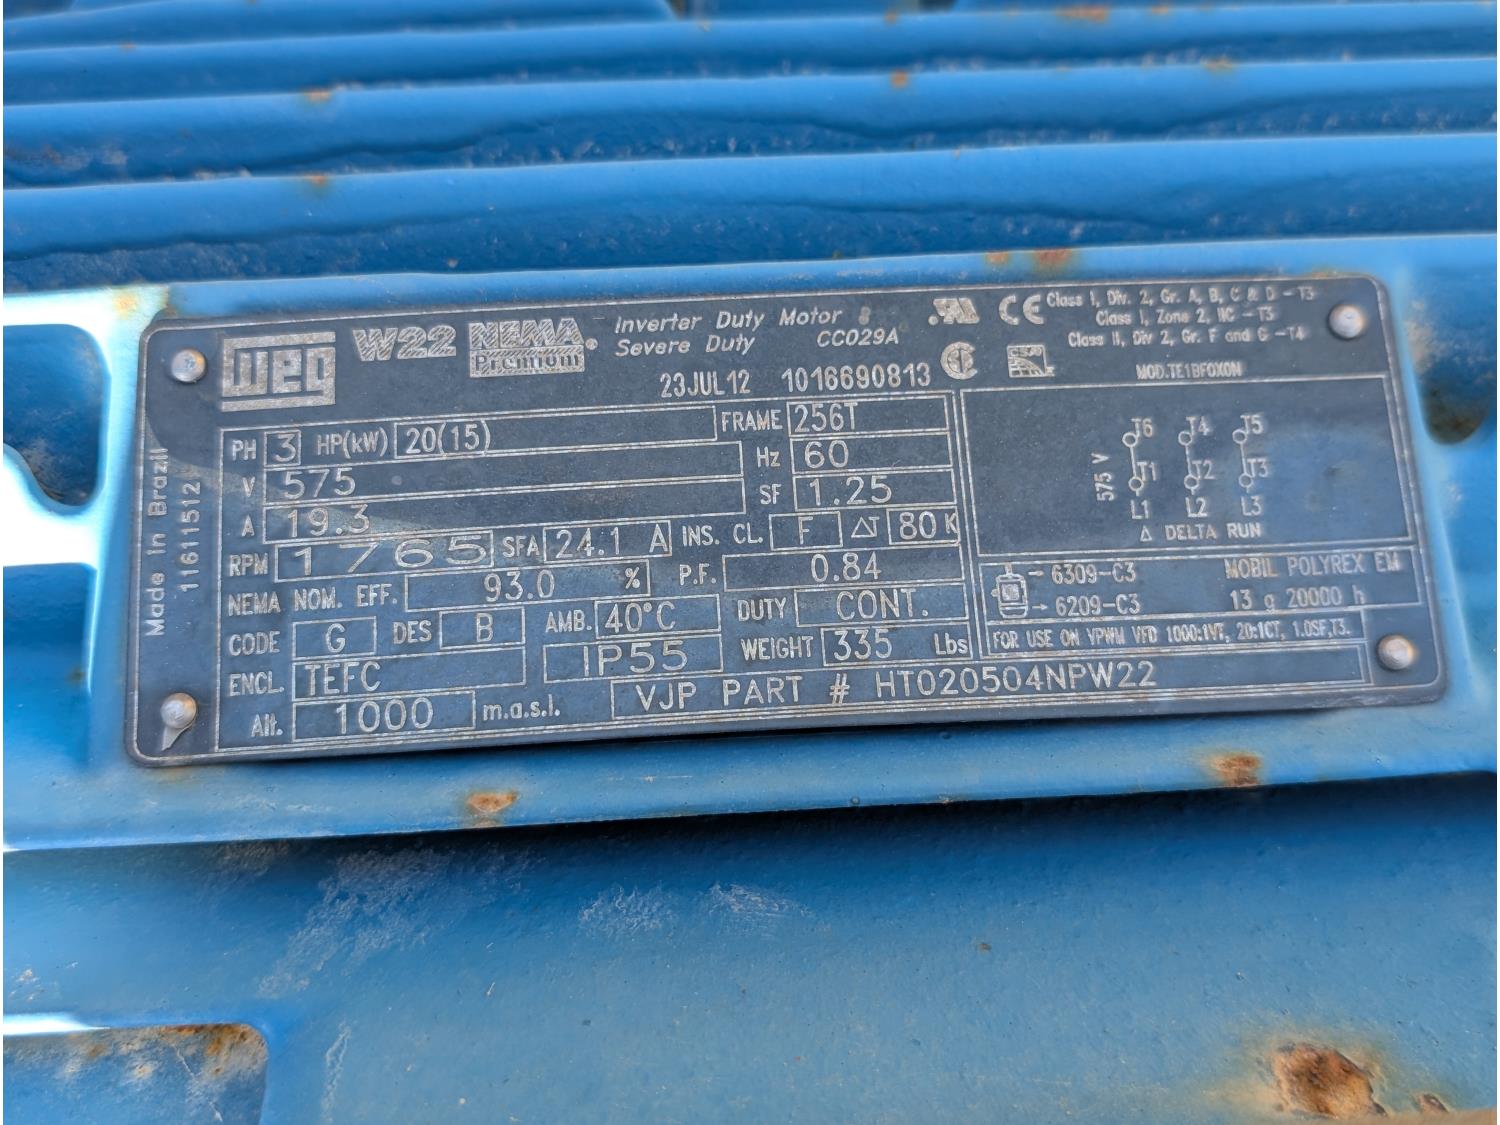 WEG W22 NEMA Premium®
Inverter Duty Motor
Severe Duty CC029A
23JUL12 1016690813
Class I, Div. 2, Gr. A, B, C & D -T3
Class I, Zone 2, IIC -T3
Class II, Div 2, Gr. F and G -T4
MOD.TE1BF0X0N
Made in Brazil
11611512
PH 3 HP(kW) 20(15) FRAME 256T
V 575 Hz 60
A 19.3 SF 1.25
RPM 1765 SFA 24.1 A INS. CL. F ΔT 80 K
NEMA NOM. EFF. 93.0 % P.F. 0.84
CODE G DES B AMB. 40°C DUTY CONT.
ENCL. TEFC IP55 WEIGHT 335 Lbs
Alt. 1000 m.a.s.l. VJP PART # HT020504NPW22
575 V
T6 T4 T5
T1 T2 T3
L1 L2 L3
Δ DELTA RUN
6309-C3 MOBIL POLYREX EM
6209-C3 13 g 20000 h
FOR USE ON VPWM VFD 1000:1VT, 20:1CT, 1.0SF,T3.